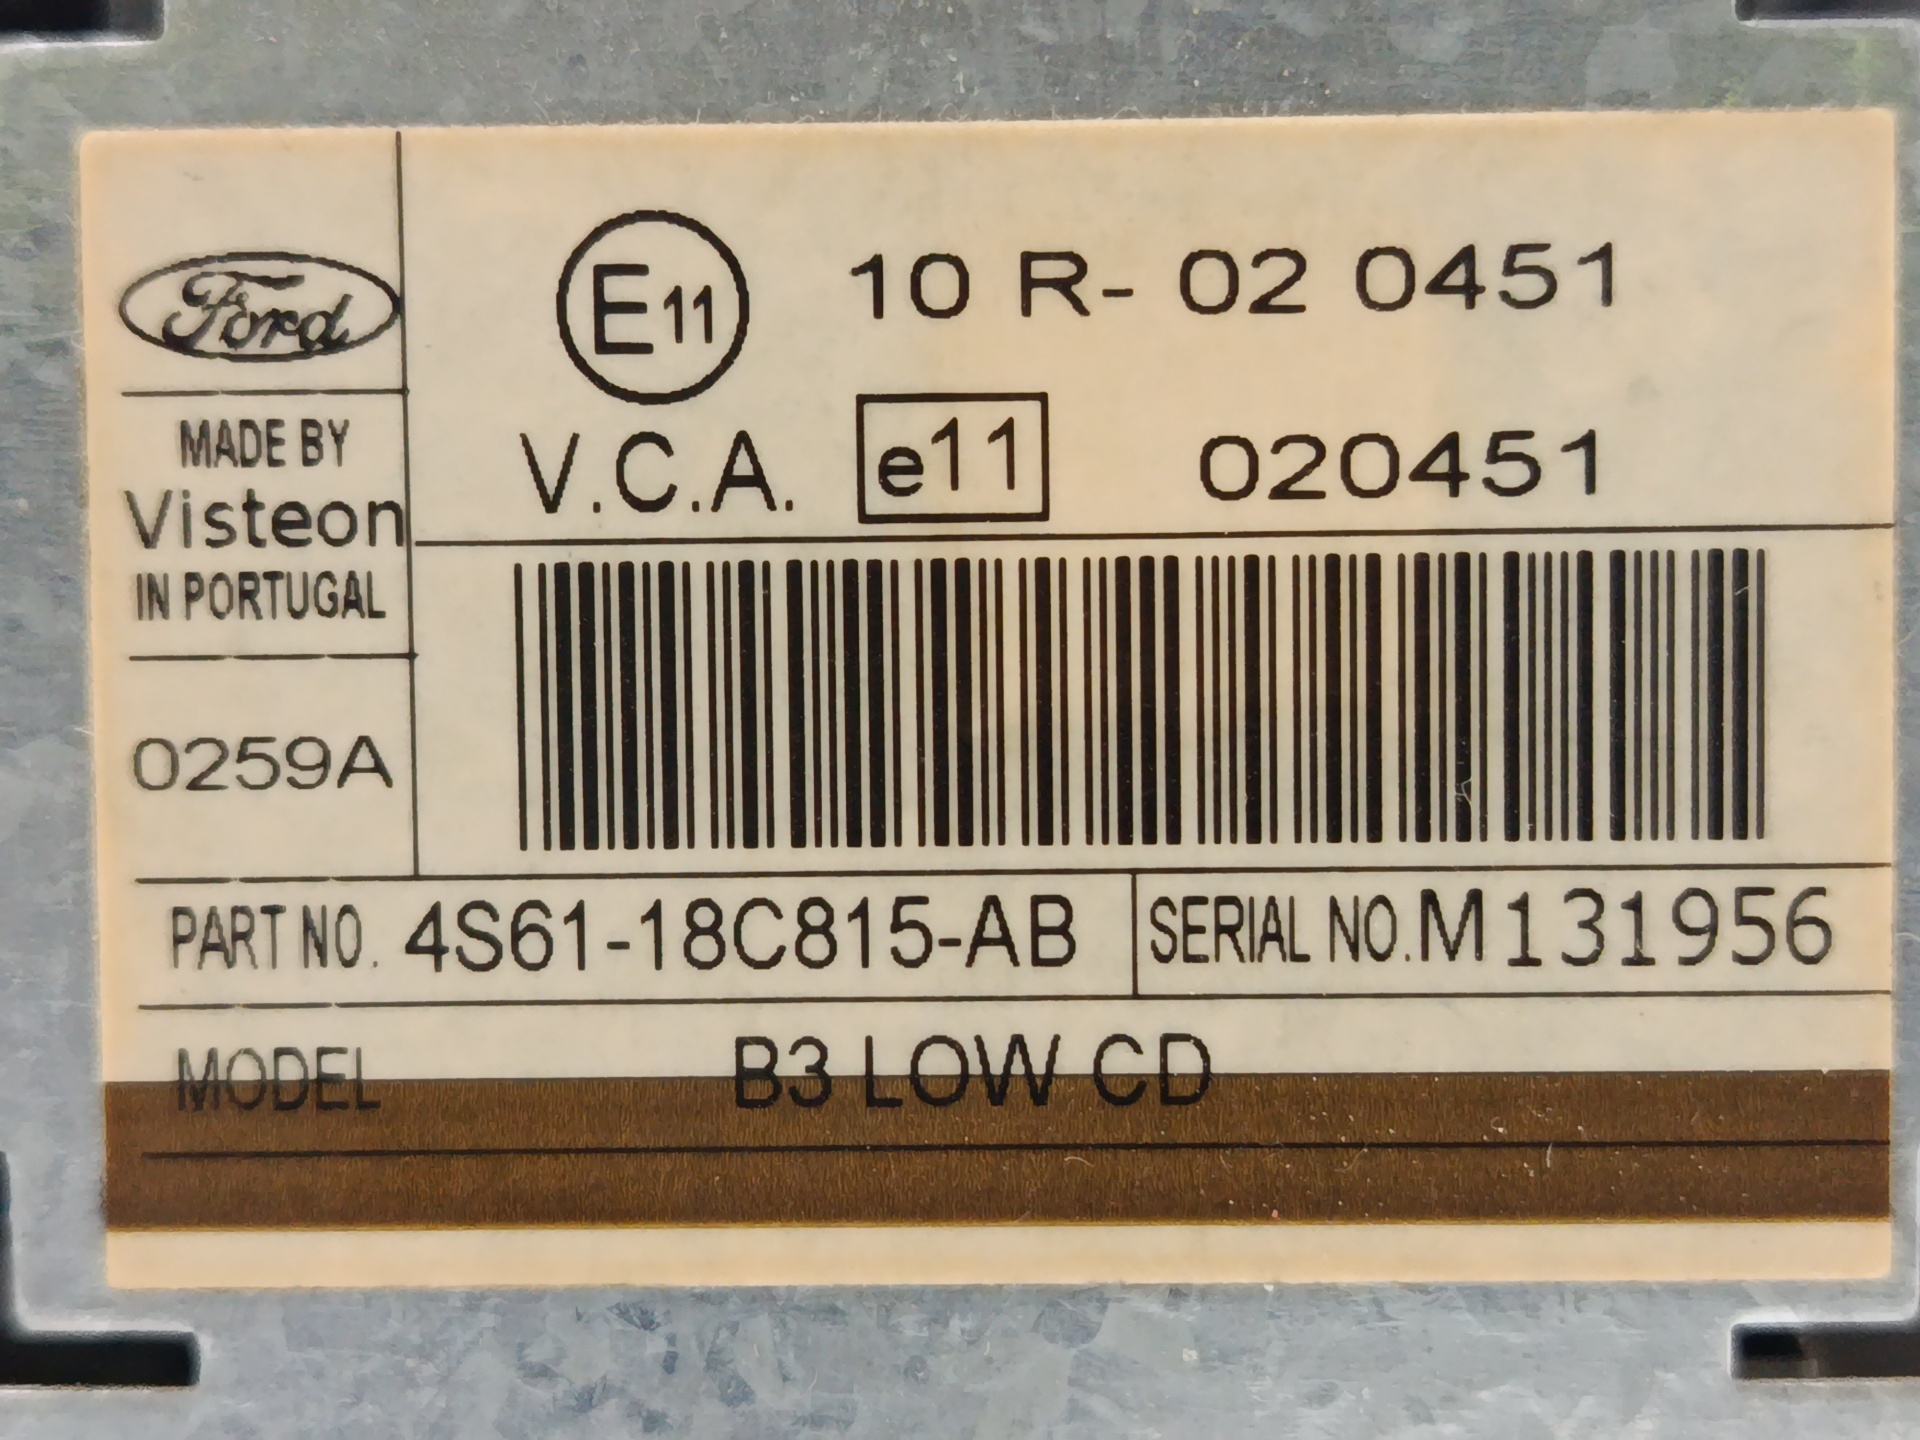 Ford
MADE BY
Visteon
IN PORTUGAL
0259A
E11 10 R- 02 0451
V.C.A. e11 020451
PART NO. 4S61-18C815-AB SERIAL NO. M131956
MODEL B3 LOW CD